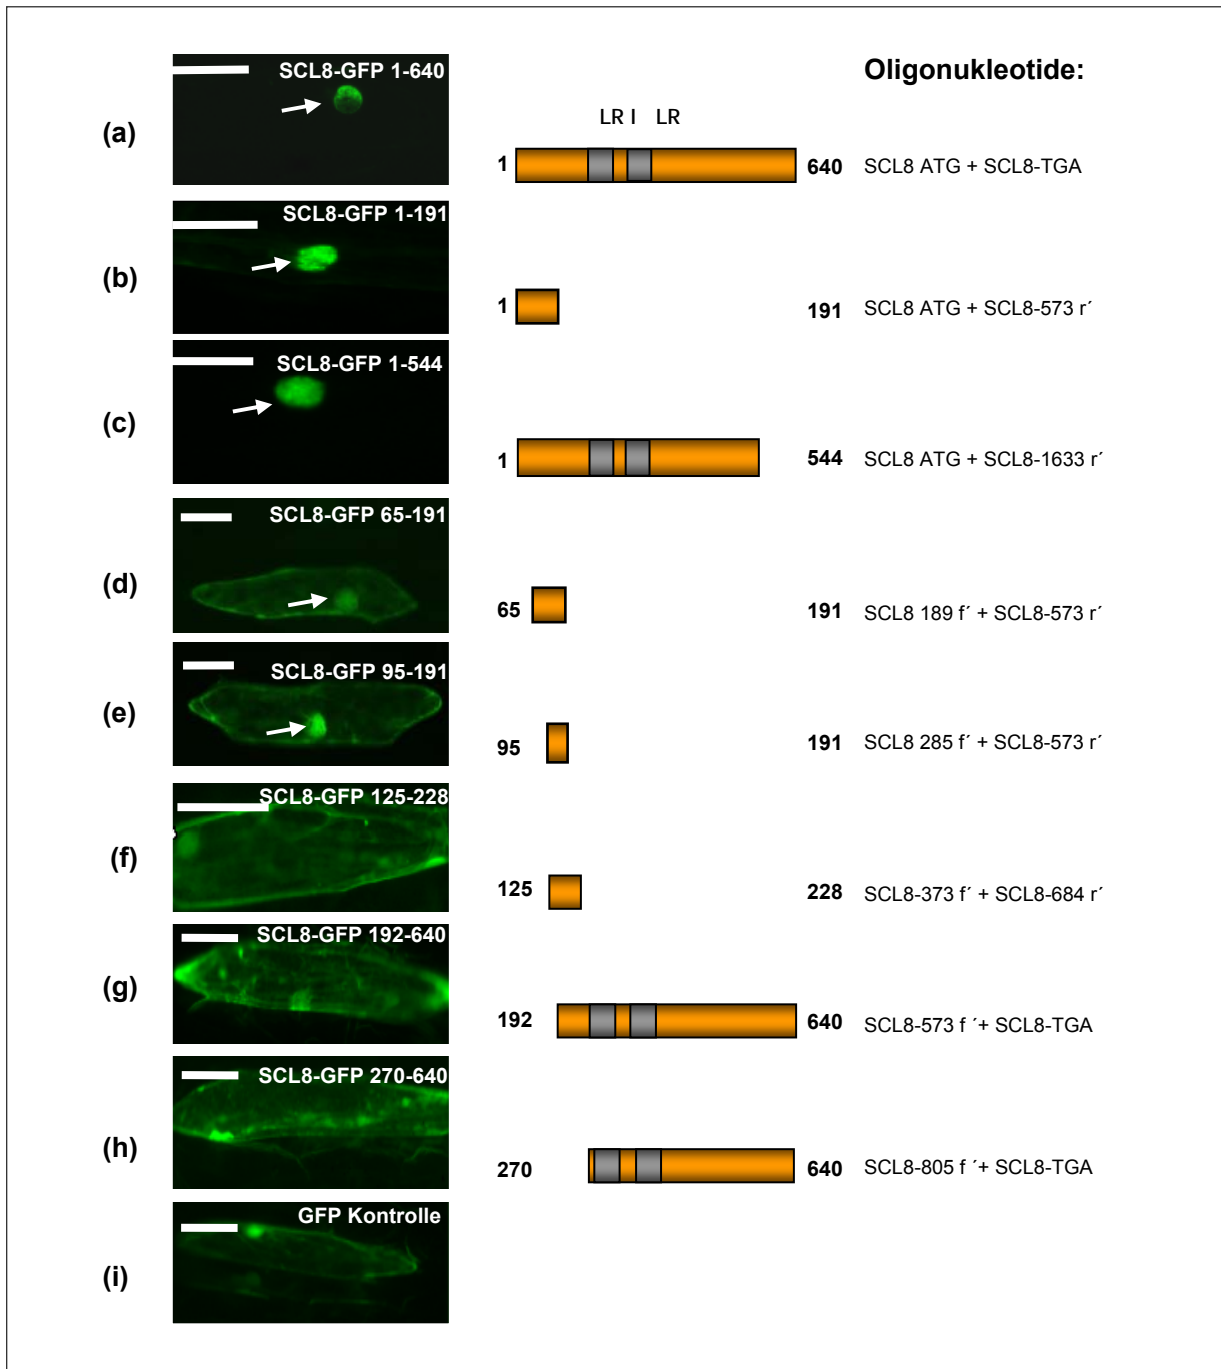 Oligonukleotide:
LR I LR
(a) SCL8-GFP 1-640 1 640 SCL8 ATG + SCL8-TGA
(b) SCL8-GFP 1-191 1 191 SCL8 ATG + SCL8-573 r´
(c) SCL8-GFP 1-544 1 544 SCL8 ATG + SCL8-1633 r´
(d) SCL8-GFP 65-191 65 191 SCL8 189 f´ + SCL8-573 r´
(e) SCL8-GFP 95-191 95 191 SCL8 285 f´ + SCL8-573 r´
(f) SCL8-GFP 125-228 125 228 SCL8-373 f´ + SCL8-684 r´
(g) SCL8-GFP 192-640 192 640 SCL8-573 f ´+ SCL8-TGA
(h) SCL8-GFP 270-640 270 640 SCL8-805 f ´+ SCL8-TGA
(i) GFP Kontrolle